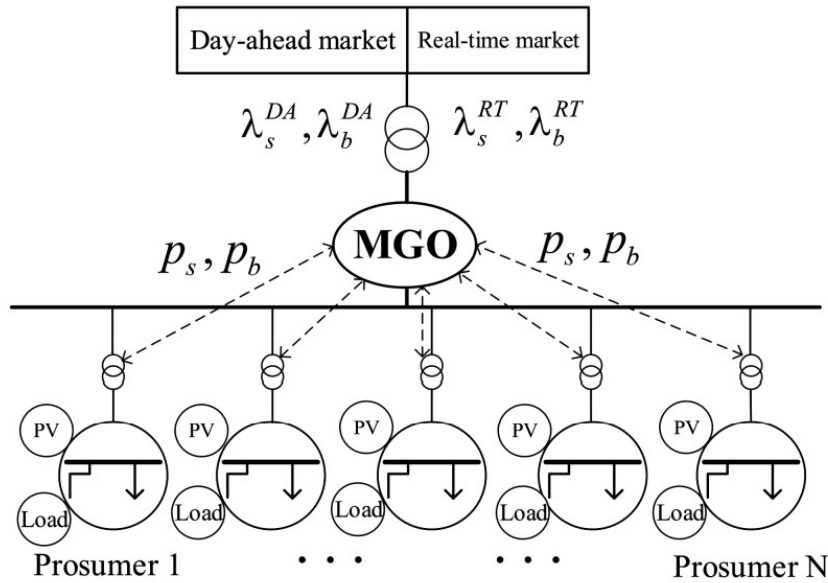 Day-ahead market Real-time market
λ_s^{DA}, λ_b^{DA} λ_s^{RT}, λ_b^{RT}
MGO
p_s, p_b p_s, p_b
PV PV PV PV PV
Load Load Load Load Load
Prosumer 1 · · · · · · Prosumer N